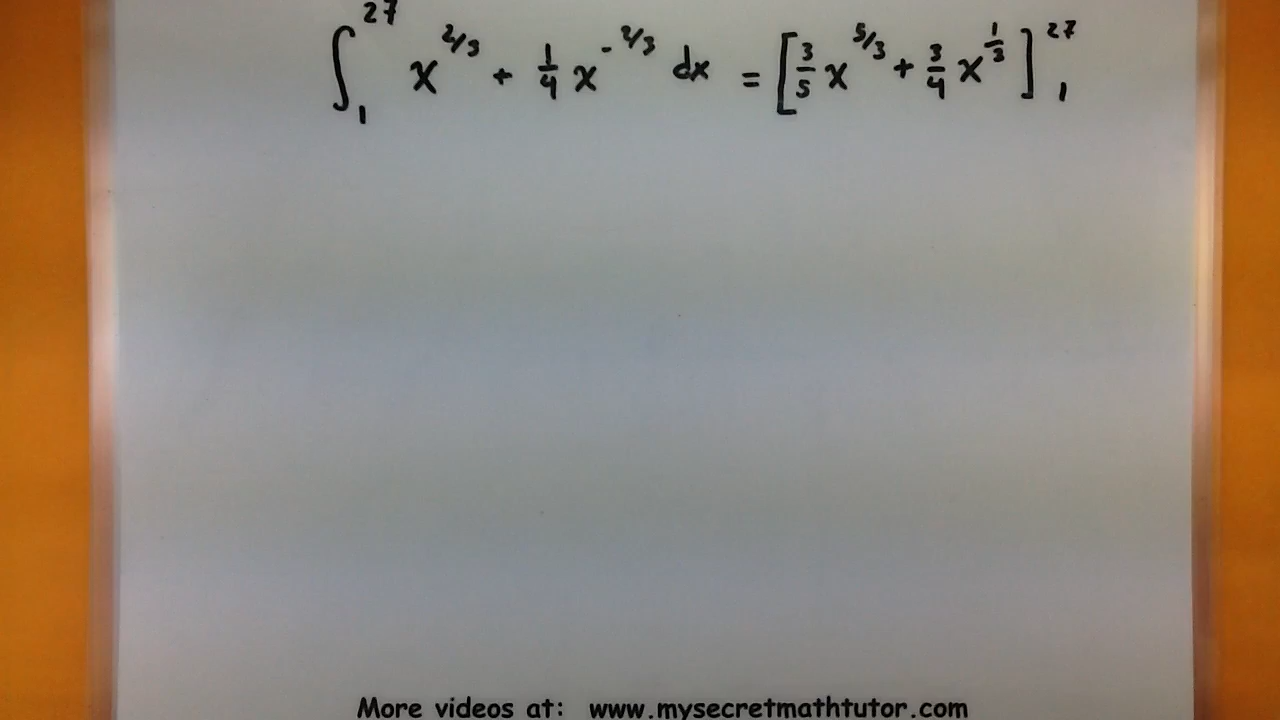 ∫₁²⁷ x^{2/3} + 1/4 x^{-2/3} dx = [3/5 x^{5/3} + 3/4 x^{1/3}]₁²⁷
More videos at: www.mysecretmathtutor.com